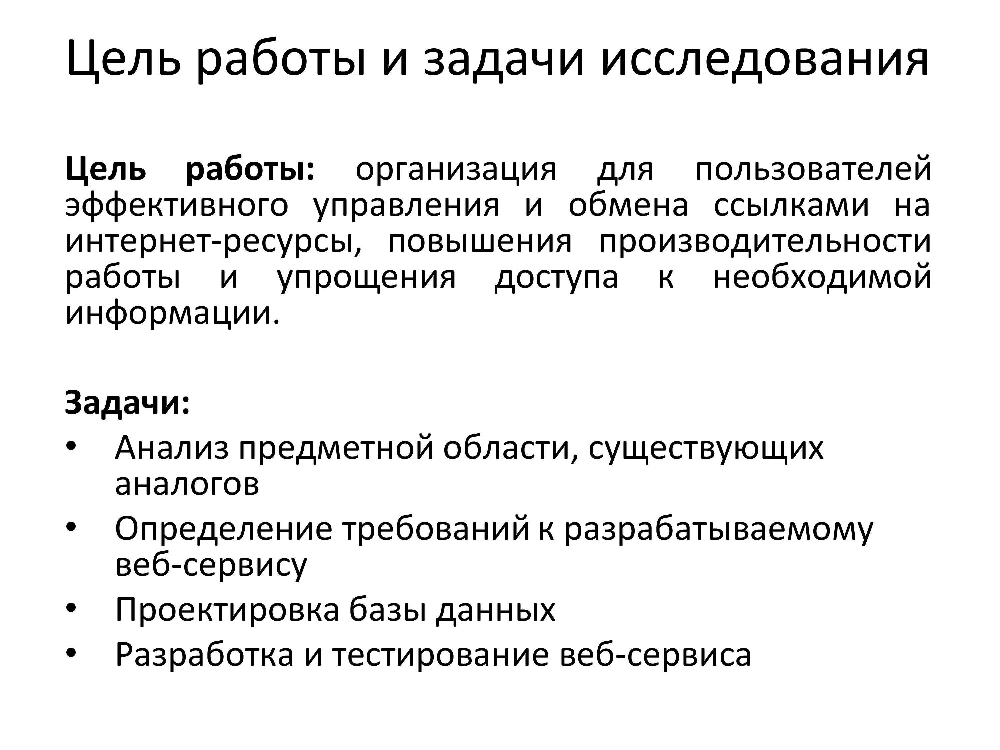 Цель работы и задачи исследования
Цель работы: организация для пользователей
эффективного управления и обмена ссылками на
интернет-ресурсы, повышения производительности
работы и упрощения доступа к необходимой
информации.
Задачи:
• Анализ предметной области, существующих
аналогов
• Определение требований к разрабатываемому
веб-сервису
• Проектировка базы данных
• Разработка и тестирование веб-сервиса